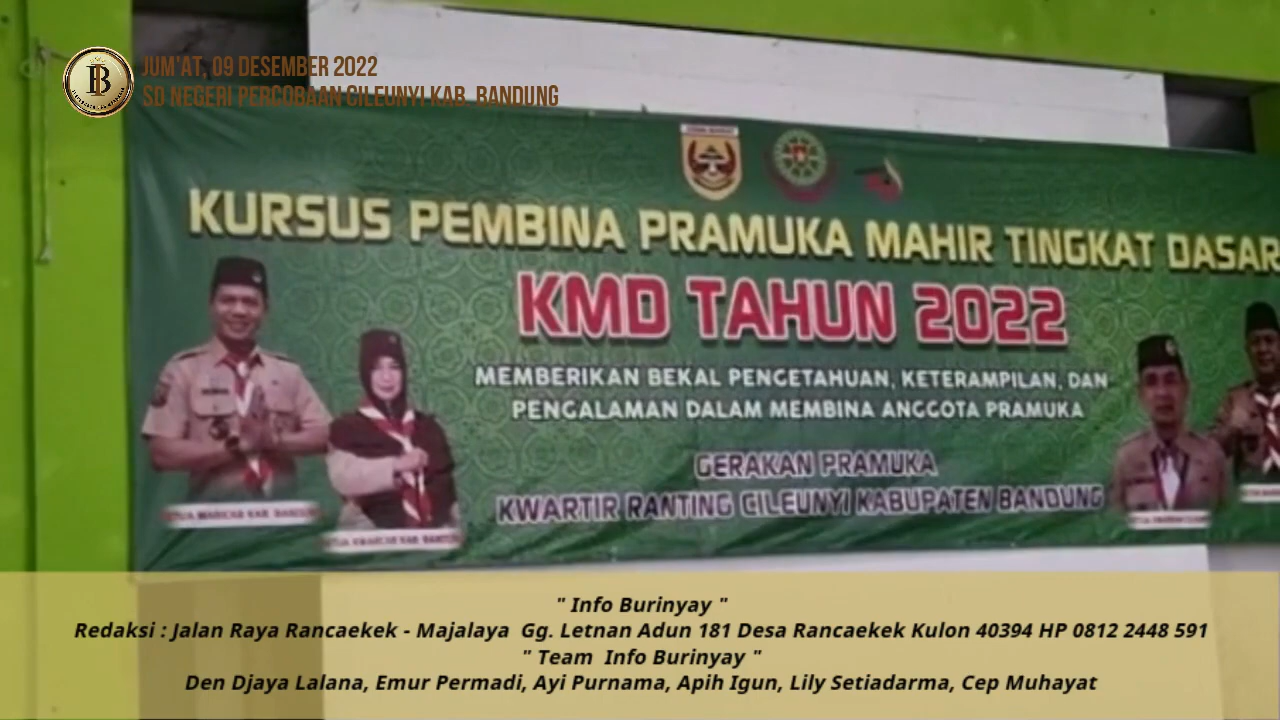 JUM'AT, 09 DESEMBER 2022
SD NEGERI PERCOBAAN CILEUNYI KAB. BANDUNG
KURSUS PEMBINA PRAMUKA MAHIR TINGKAT DASAR
KMD TAHUN 2022
MEMBERIKAN BEKAL PENGETAHUAN, KETERAMPILAN, DAN
PENGALAMAN DALAM MEMBINA ANGGOTA PRAMUKA
GERAKAN PRAMUKA
KWARTIR RANTING CILEUNYI KABUPATEN BANDUNG
" Info Burinyay "
Redaksi : Jalan Raya Rancaekek - Majalaya Gg. Letnan Adun 181 Desa Rancaekek Kulon 40394 HP 0812 2448 591
" Team Info Burinyay "
Den Djaya Lalana, Emur Permadi, Ayi Purnama, Apih Igun, Lily Setiadarma, Cep Muhayat